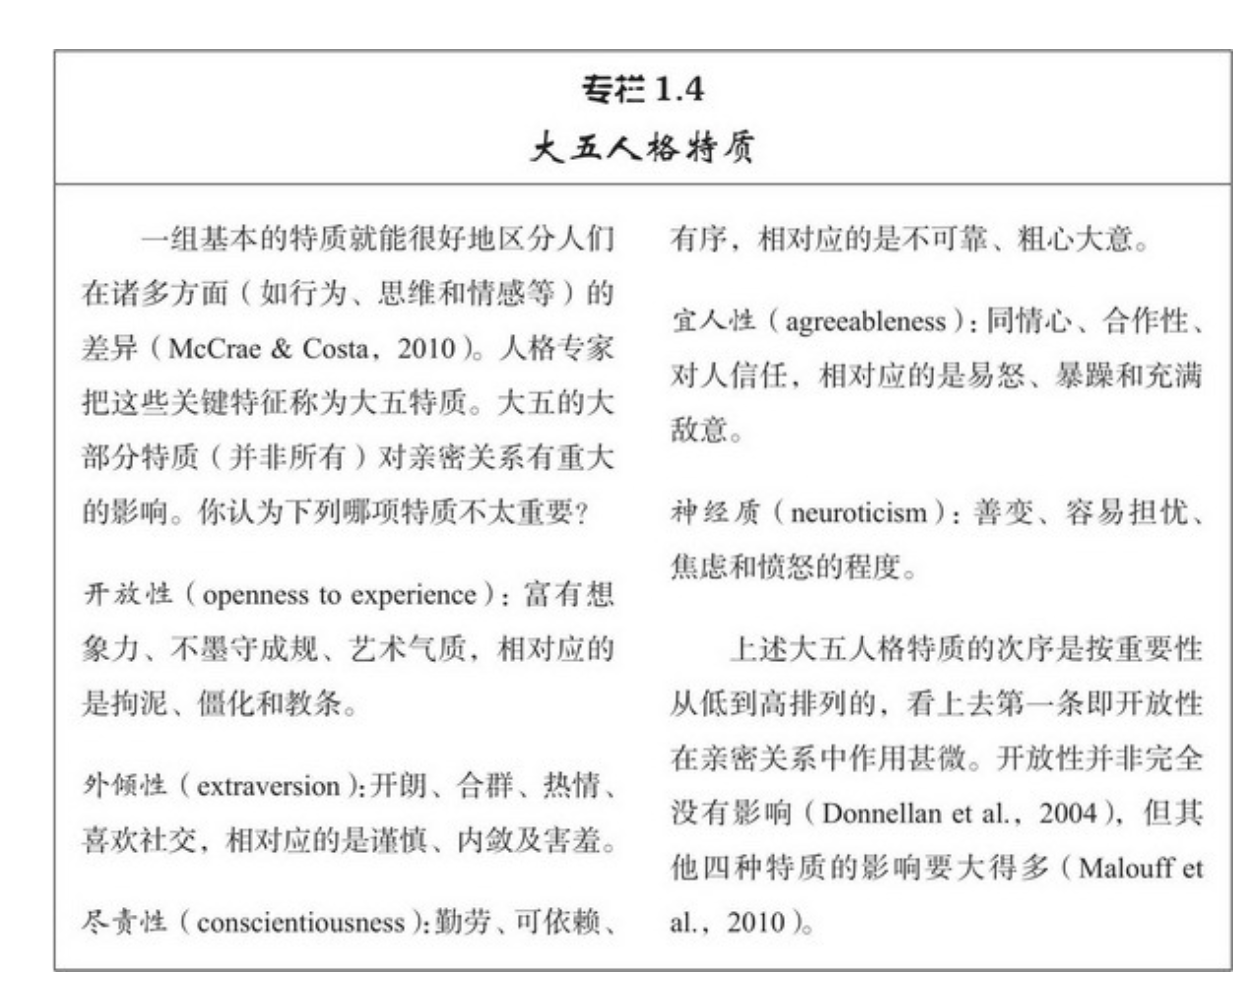 专栏 1.4
大五人格特质
一组基本的特质就能很好地区分人们
在诸多方面（如行为、思维和情感等）的
差异（McCrae & Costa，2010）。人格专家
把这些关键特征称为大五特质。大五的大
部分特质（并非所有）对亲密关系有重大
的影响。你认为下列哪项特质不太重要？
开放性（openness to experience）：富有想
象力、不墨守成规、艺术气质，相对应的
是拘泥、僵化和教条。
外倾性（extraversion）：开朗、合群、热情、
喜欢社交，相对应的是谨慎、内敛及害羞。
尽责性（conscientiousness）：勤劳、可依赖、
有序，相对应的是不可靠、粗心大意。
宜人性（agreeableness）：同情心、合作性、
对人信任，相对应的是易怒、暴躁和充满
敌意。
神经质（neuroticism）：善变、容易担忧、
焦虑和愤怒的程度。
上述大五人格特质的次序是按重要性
从低到高排列的，看上去第一条即开放性
在亲密关系中作用甚微。开放性并非完全
没有影响（Donnellan et al.，2004），但其
他四种特质的影响要大得多（Malouff et
al.，2010）。